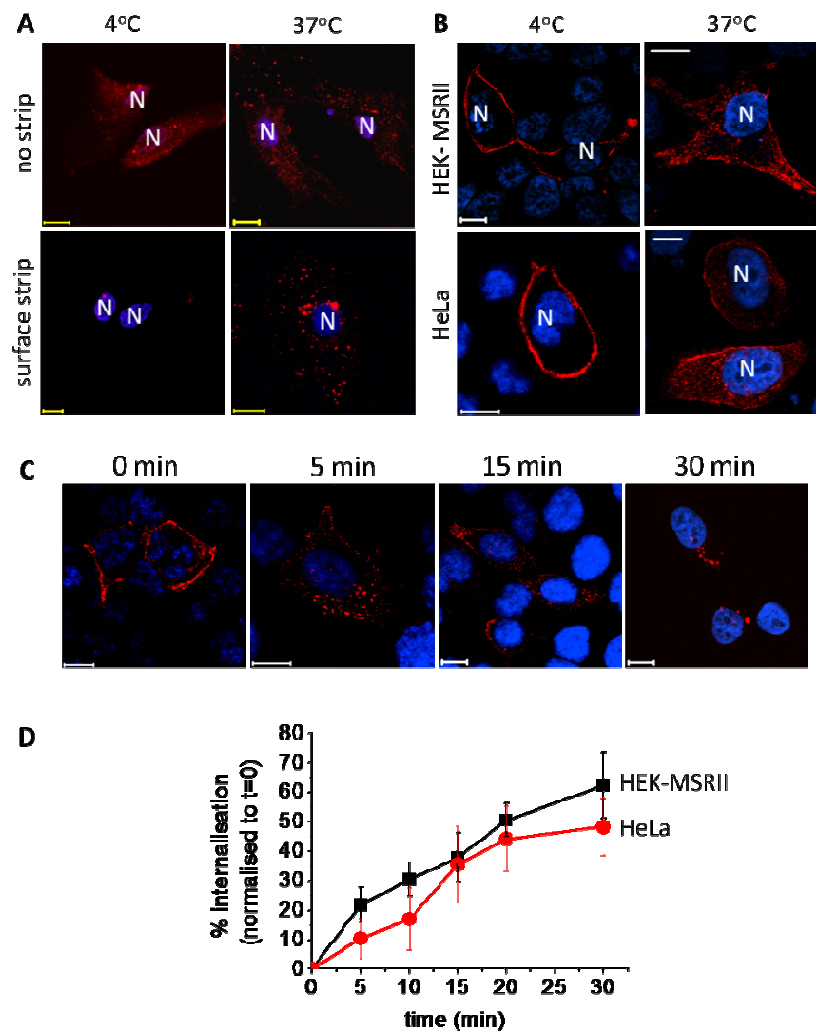 A 4°C 37°C B 4°C 37°C
no strip
N
N
N
N
HEK- MSRII
N
N
N
surface strip
N
N
N
HeLa
N
N
N
C 0 min 5 min 15 min 30 min
D
% internalisation
(normalised to t=0)
80
70
60
50
40
30
20
10
0
HEK-MSRII
HeLa
0 5 10 15 20 25 30
time (min)